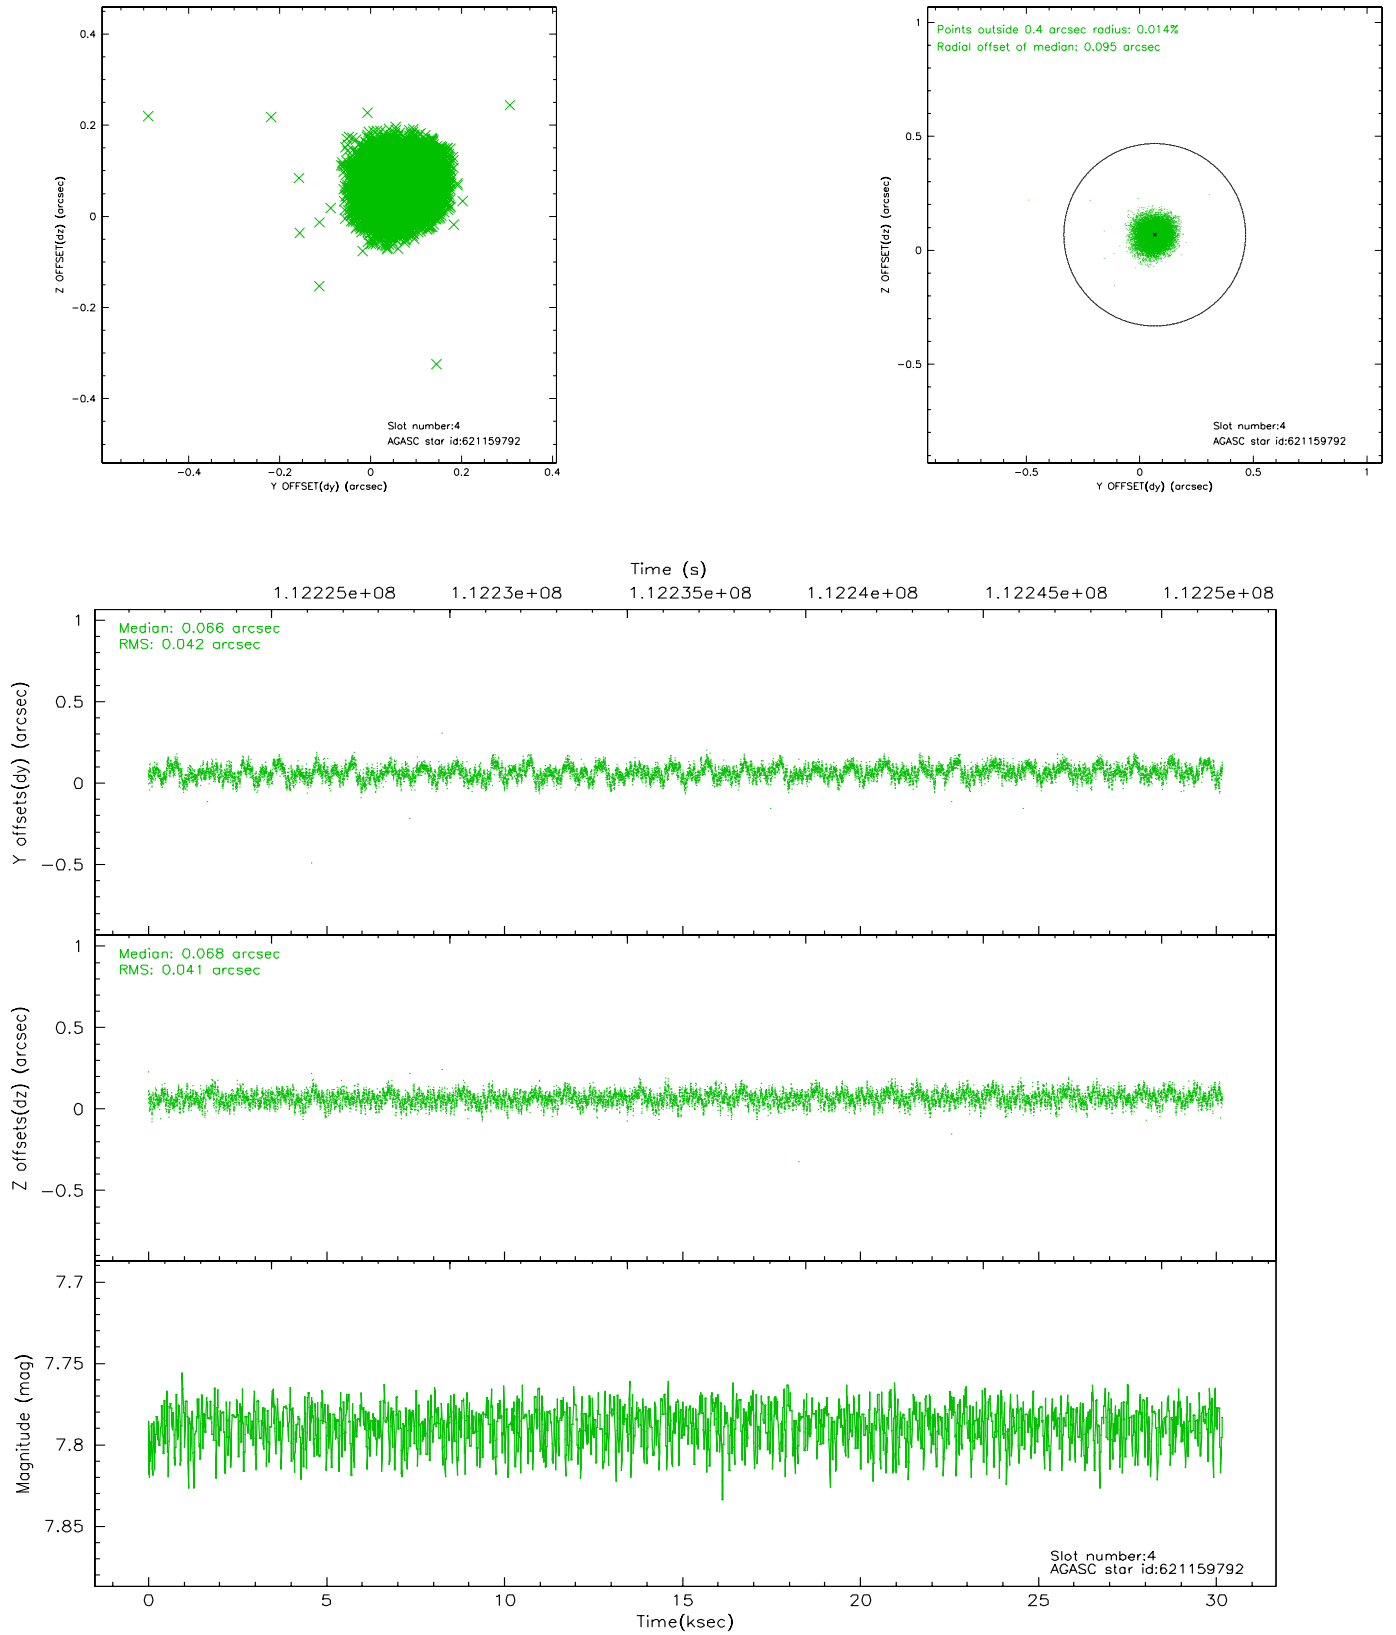 0.4
0.2
0
−0.2
−0.4
Z OFFSET(dz) (arcsec)
Slot number:4
AGASC star id:621159792
−0.4 −0.2 0 0.2 0.4
Y OFFSET(dy) (arcsec)
Points outside 0.4 arcsec radius: 0.014%
Radial offset of median: 0.095 arcsec
1
0.5
0
−0.5
Z OFFSET(dz) (arcsec)
Slot number:4
AGASC star id:621159792
−0.5 0 0.5 1
Y OFFSET(dy) (arcsec)
Time (s)
1.12225e+08 1.1223e+08 1.12235e+08 1.1224e+08 1.12245e+08 1.1225e+08
Median: 0.066 arcsec
RMS: 0.042 arcsec
1
0.5
0
−0.5
Y offsets(dy) (arcsec)
Median: 0.068 arcsec
RMS: 0.041 arcsec
1
0.5
0
−0.5
Z offsets(dz) (arcsec)
7.7
7.75
7.8
7.85
Magnitude (mag)
Slot number:4
AGASC star id:621159792
0 5 10 15 20 25 30
Time(ksec)